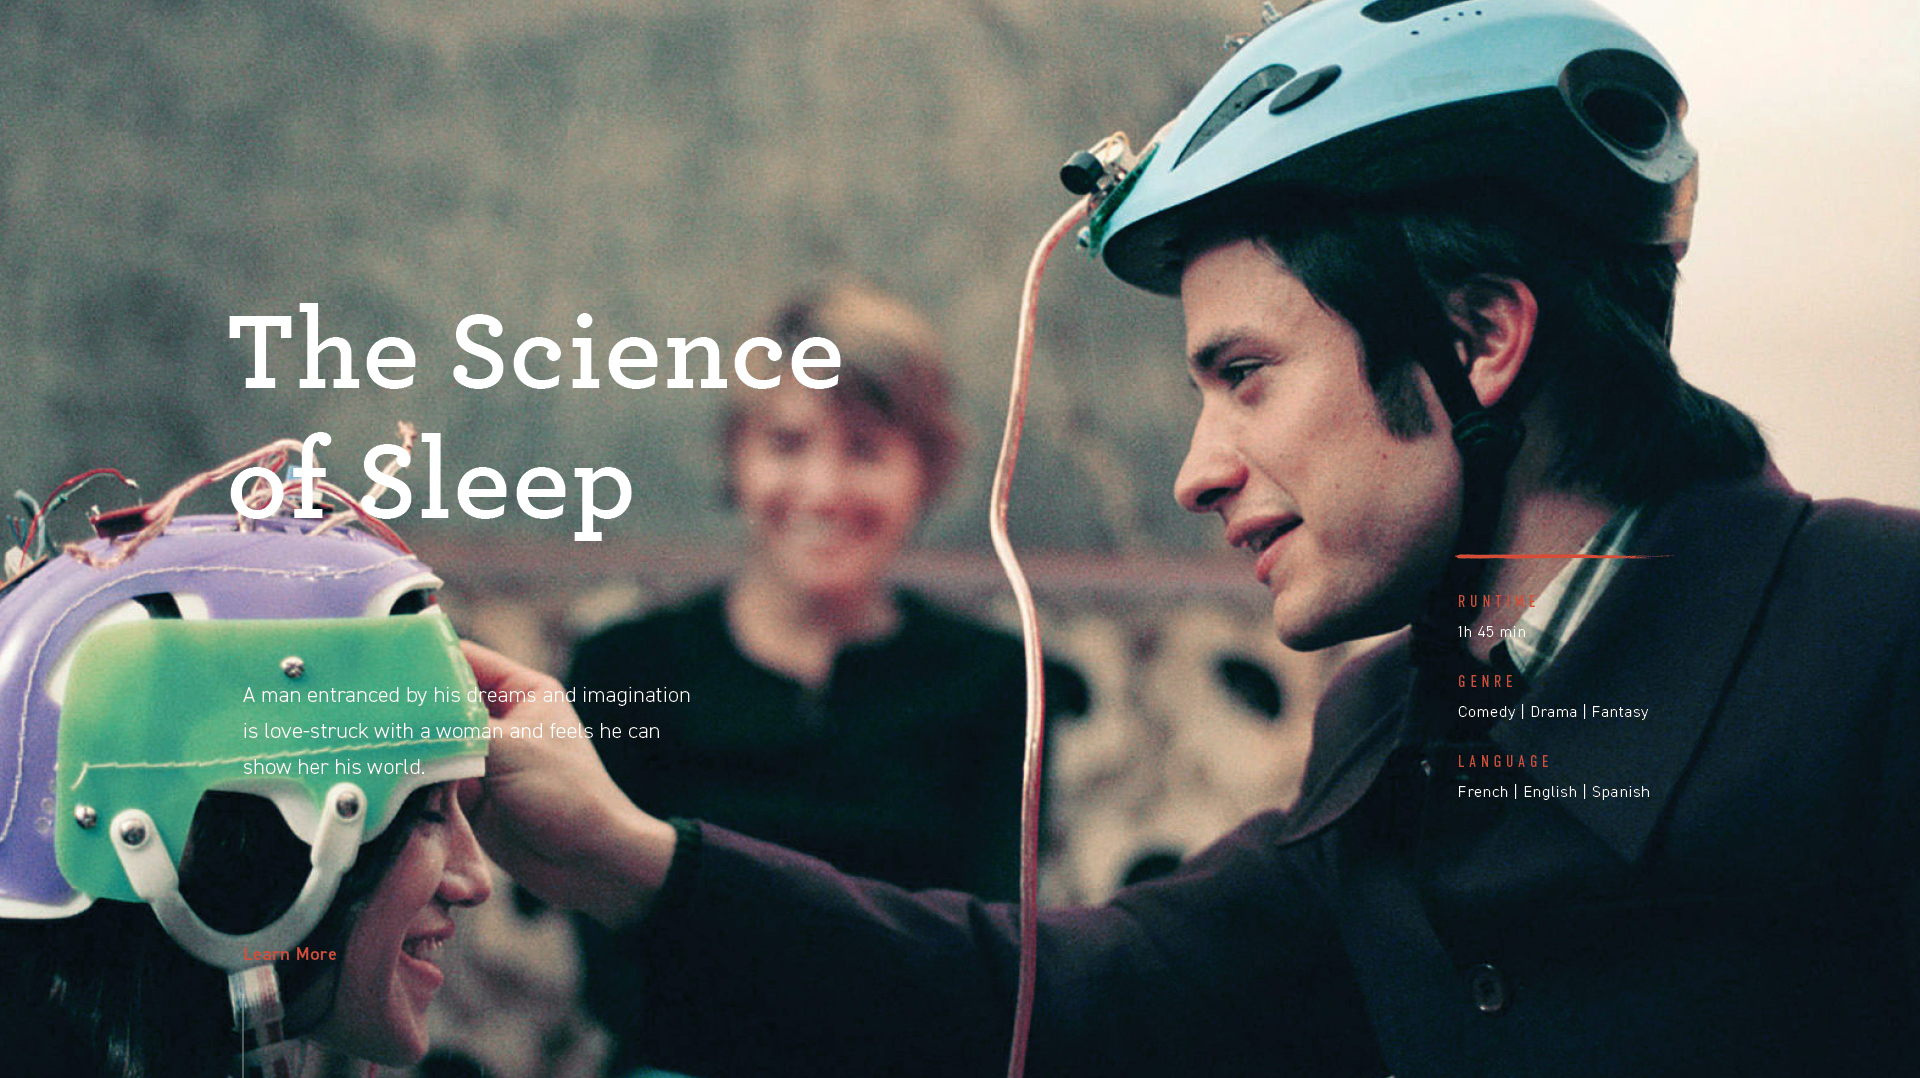 The Science
of Sleep
A man entranced by his dreams and imagination
is love-struck with a woman and feels he can
show her his world.
Learn More
RUNTIME
1h 45 min
GENRE
Comedy | Drama | Fantasy
LANGUAGE
French | English | Spanish